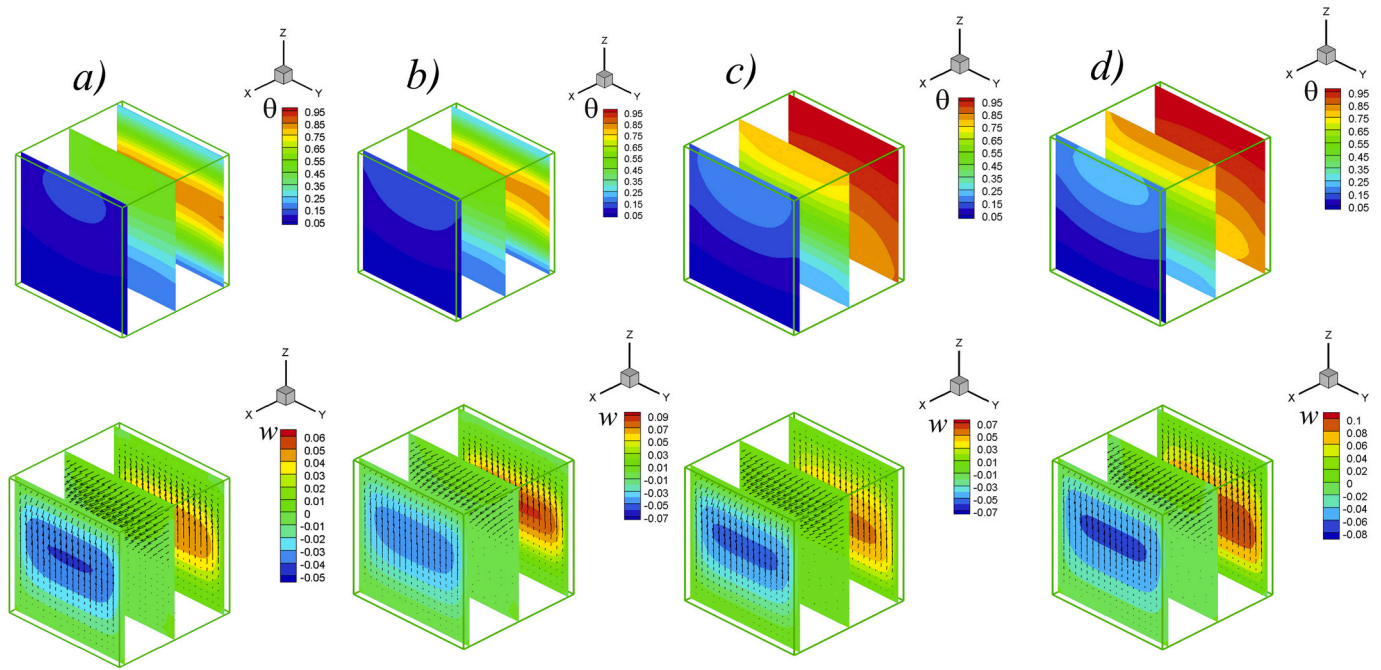 a)
Z
X
Y
θ
0.95
0.85
0.75
0.65
0.55
0.45
0.35
0.25
0.15
0.05
b)
Z
X
Y
θ
0.95
0.85
0.75
0.65
0.55
0.45
0.35
0.25
0.15
0.05
c)
Z
X
Y
θ
0.95
0.85
0.75
0.65
0.55
0.45
0.35
0.25
0.15
0.05
d)
Z
X
Y
θ
0.95
0.85
0.75
0.65
0.55
0.45
0.35
0.25
0.15
0.05
Z
X
Y
w
0.06
0.05
0.04
0.03
0.02
0.01
0
-0.01
-0.02
-0.03
-0.04
-0.05
Z
X
Y
w
0.09
0.07
0.05
0.03
0.01
-0.01
-0.03
-0.05
-0.07
Z
X
Y
w
0.07
0.05
0.03
0.01
-0.01
-0.03
-0.05
-0.07
Z
X
Y
w
0.1
0.08
0.06
0.04
0.02
0
-0.02
-0.04
-0.06
-0.08